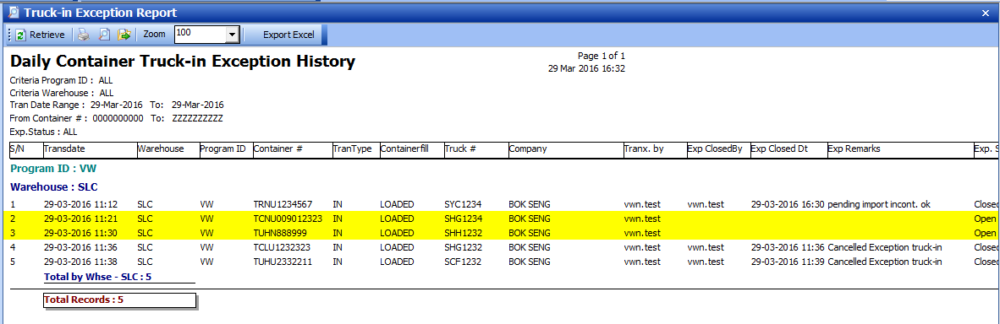 Truck-in Exception Report
Retrieve Zoom 100 Export Excel
Daily Container Truck-in Exception History
Page 1 of 1
29 Mar 2016 16:32
Criteria Program ID : ALL
Criteria Warehouse : ALL
Tran Date Range : 29-Mar-2016 To: 29-Mar-2016
From Container # : 0000000000 To: ZZZZZZZZZZ
Exp.Status : ALL
S/N Transdate Warehouse Program ID Container # TranType Containerfill Truck # Company Tranx. by Exp ClosedBy Exp Closed Dt Exp Remarks Exp. S
Program ID : VW
Warehouse : SLC
1 29-03-2016 11:12 SLC VW TRNU1234567 IN LOADED SYC1234 BOK SENG vwn.test vwn.test 29-03-2016 16:30 pending import incont. ok Closed
2 29-03-2016 11:21 SLC VW TCNU009012323 IN LOADED SHG1234 BOK SENG vwn.test Open
3 29-03-2016 11:30 SLC VW TUHN888999 IN LOADED SHH1232 BOK SENG vwn.test Open
4 29-03-2016 11:36 SLC VW TCLU1232323 IN LOADED SHG1232 BOK SENG vwn.test vwn.test 29-03-2016 11:36 Cancelled Exception truck-in Closed
5 29-03-2016 11:38 SLC VW TUHU2332211 IN LOADED SCF1232 BOK SENG vwn.test vwn.test 29-03-2016 11:39 Cancelled Exception truck-in Closed
Total by Whse - SLC : 5
Total Records : 5